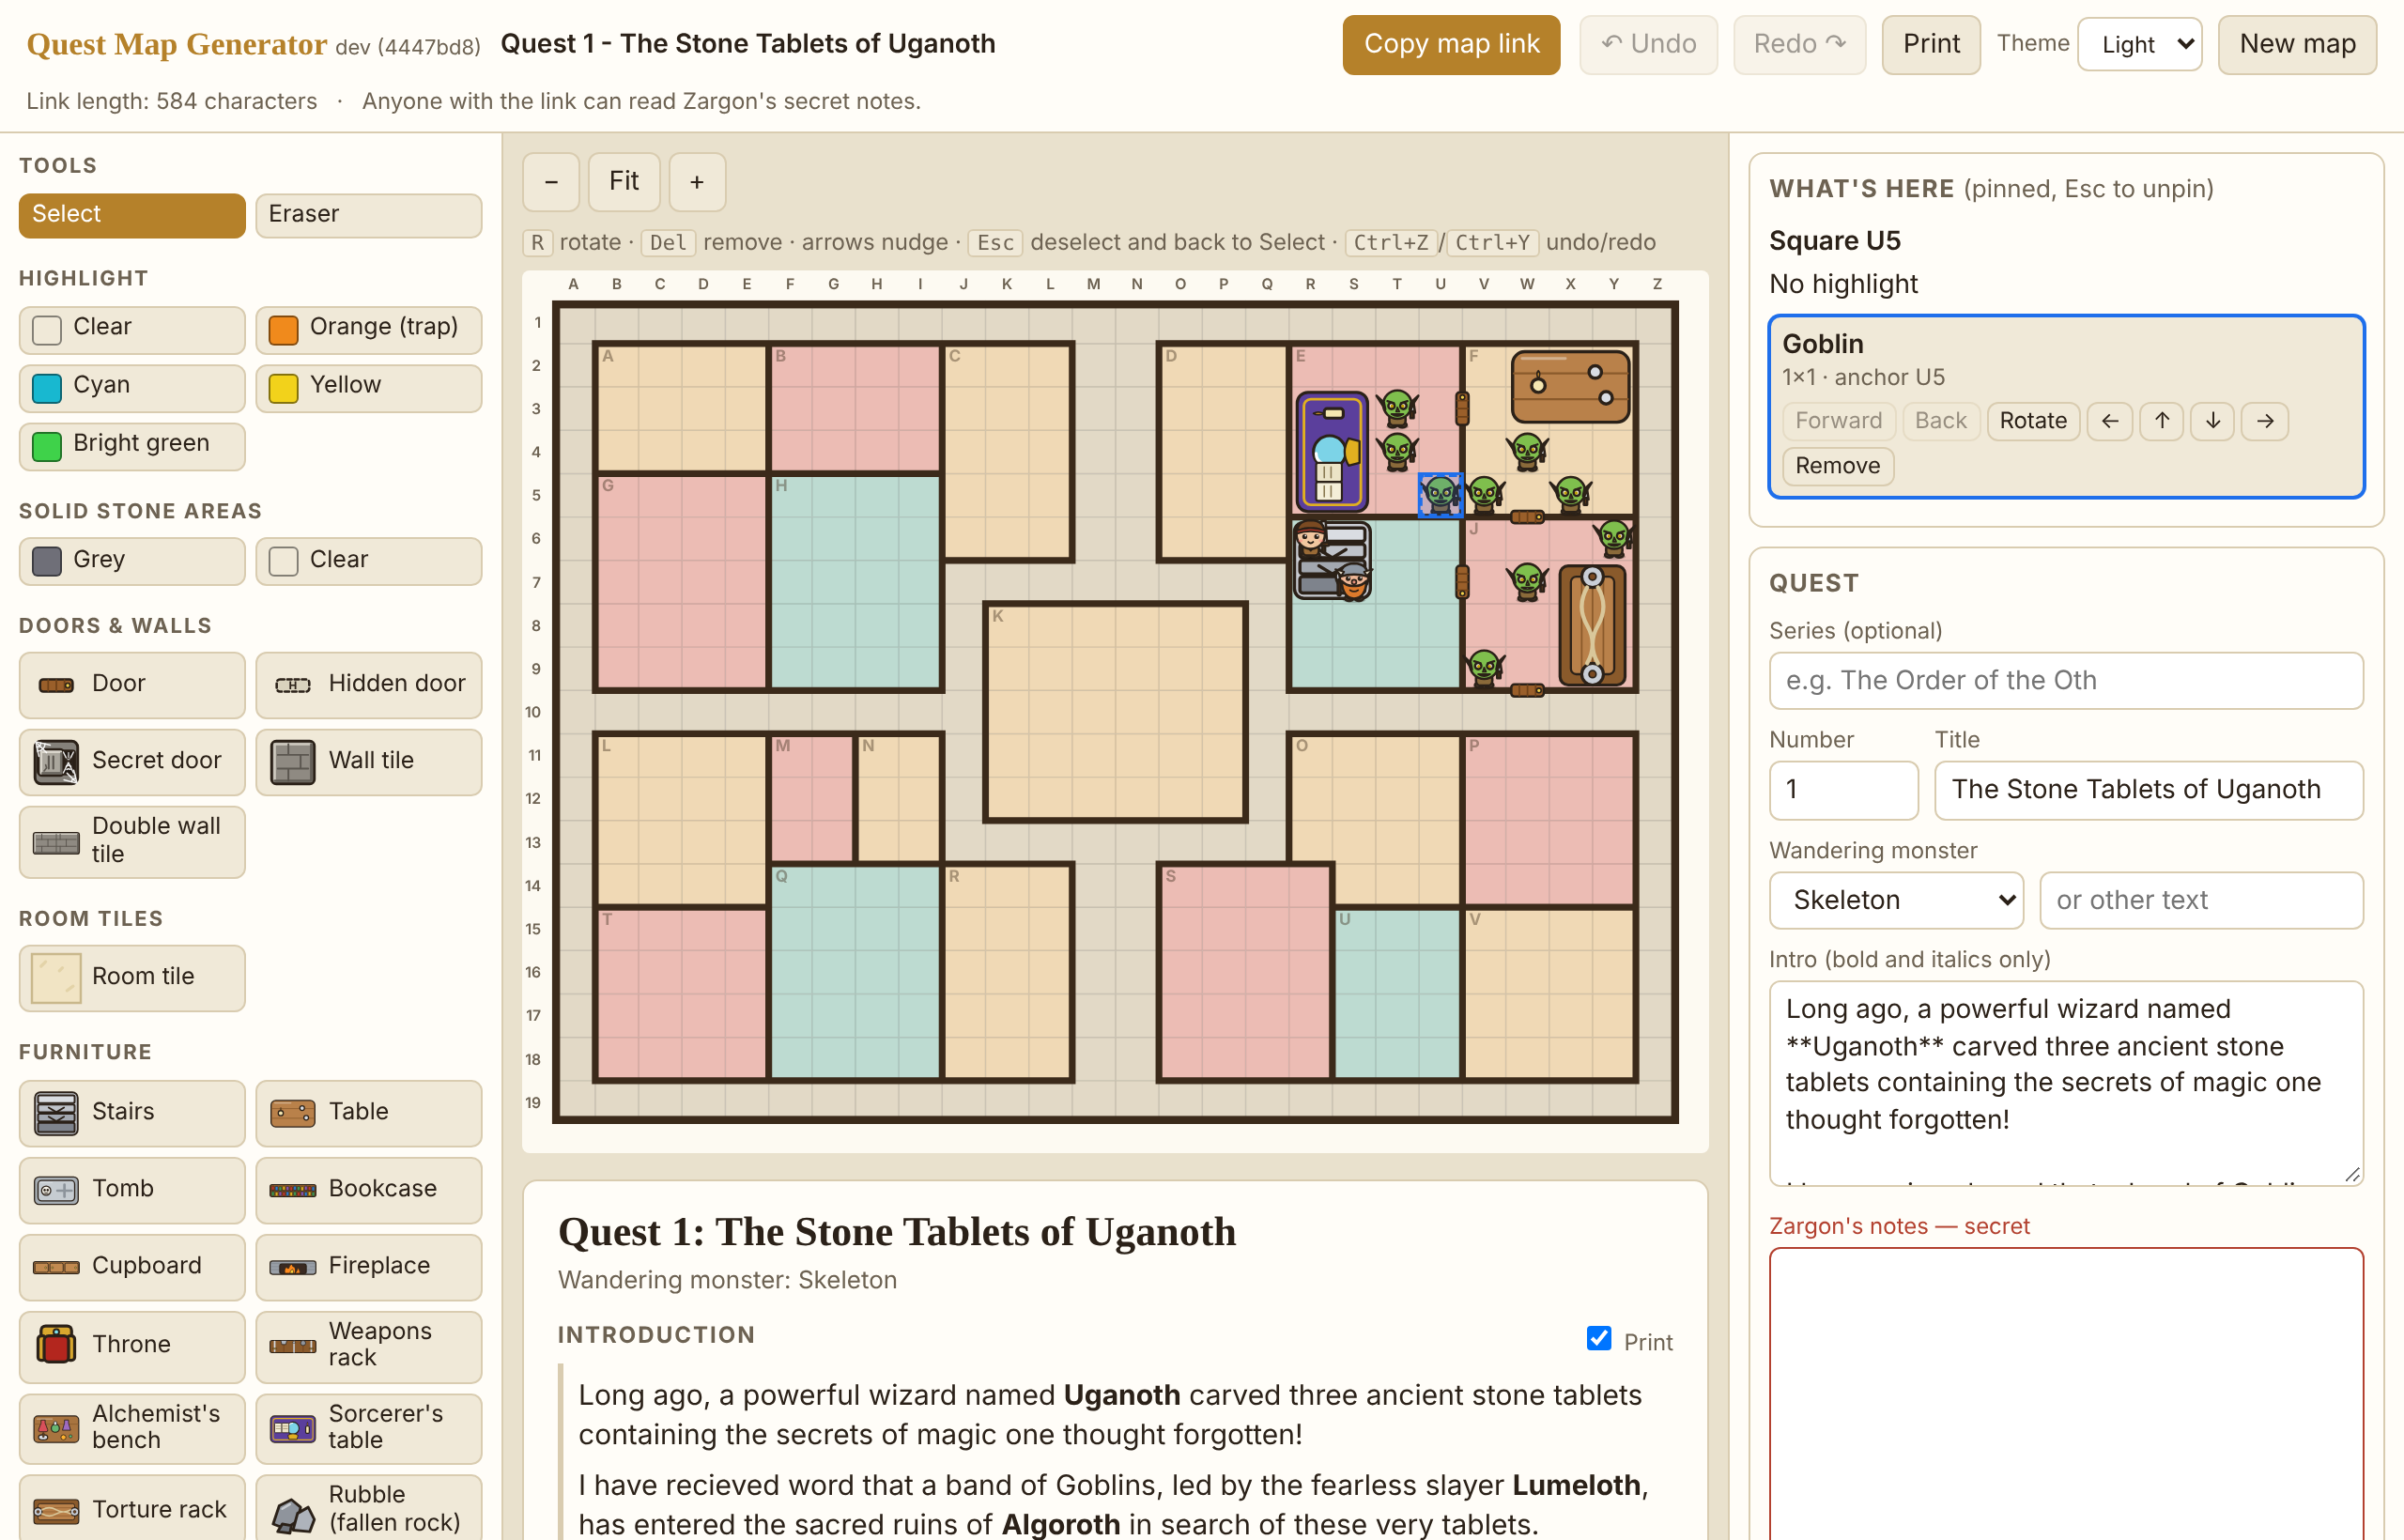 Quest Map Generator dev (4447bd8) Quest 1 - The Stone Tablets of Uganoth
Copy map link
↶ Undo
Redo ↷
Print
Theme
Light
New map
Link length: 584 characters · Anyone with the link can read Zargon's secret notes.
TOOLS
Select
Eraser
HIGHLIGHT
Clear
Orange (trap)
Cyan
Yellow
Bright green
SOLID STONE AREAS
Grey
Clear
DOORS & WALLS
Door
Hidden door
Secret door
Wall tile
Double wall
tile
ROOM TILES
Room tile
FURNITURE
Stairs
Table
Tomb
Bookcase
Cupboard
Fireplace
Throne
Weapons
rack
Alchemist's
bench
Sorcerer's
table
Torture rack
Rubble
(fallen rock)
−
Fit
+
R rotate · Del remove · arrows nudge · Esc deselect and back to Select · Ctrl+Z/Ctrl+Y undo/redo
A B C D E F G H I J K L M N O P Q R S T U V W X Y Z
1
2
3
4
5
6
7
8
9
10
11
12
13
14
15
16
17
18
19
A B C D E F
G H
J
K
L M N O P
Q R S
T U V
Quest 1: The Stone Tablets of Uganoth
Wandering monster: Skeleton
INTRODUCTION
Print
Long ago, a powerful wizard named Uganoth carved three ancient stone tablets
containing the secrets of magic one thought forgotten!
I have recieved word that a band of Goblins, led by the fearless slayer Lumeloth,
has entered the sacred ruins of Algoroth in search of these very tablets.
WHAT'S HERE (pinned, Esc to unpin)
Square U5
No highlight
Goblin
1×1 · anchor U5
Forward
Back
Rotate
←
↑
↓
→
Remove
QUEST
Series (optional)
e.g. The Order of the Oth
Number
Title
1
The Stone Tablets of Uganoth
Wandering monster
Skeleton
or other text
Intro (bold and italics only)
Long ago, a powerful wizard named
**Uganoth** carved three ancient stone
tablets containing the secrets of magic one
thought forgotten!
Zargon's notes — secret